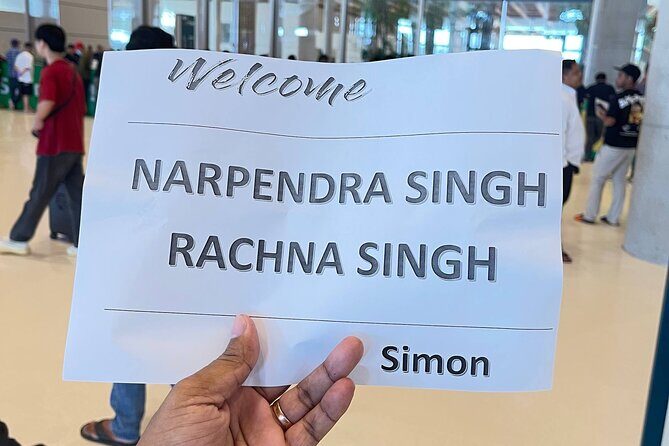 Welcome
NARPENDRA SINGH
RACHNA SINGH
Simon